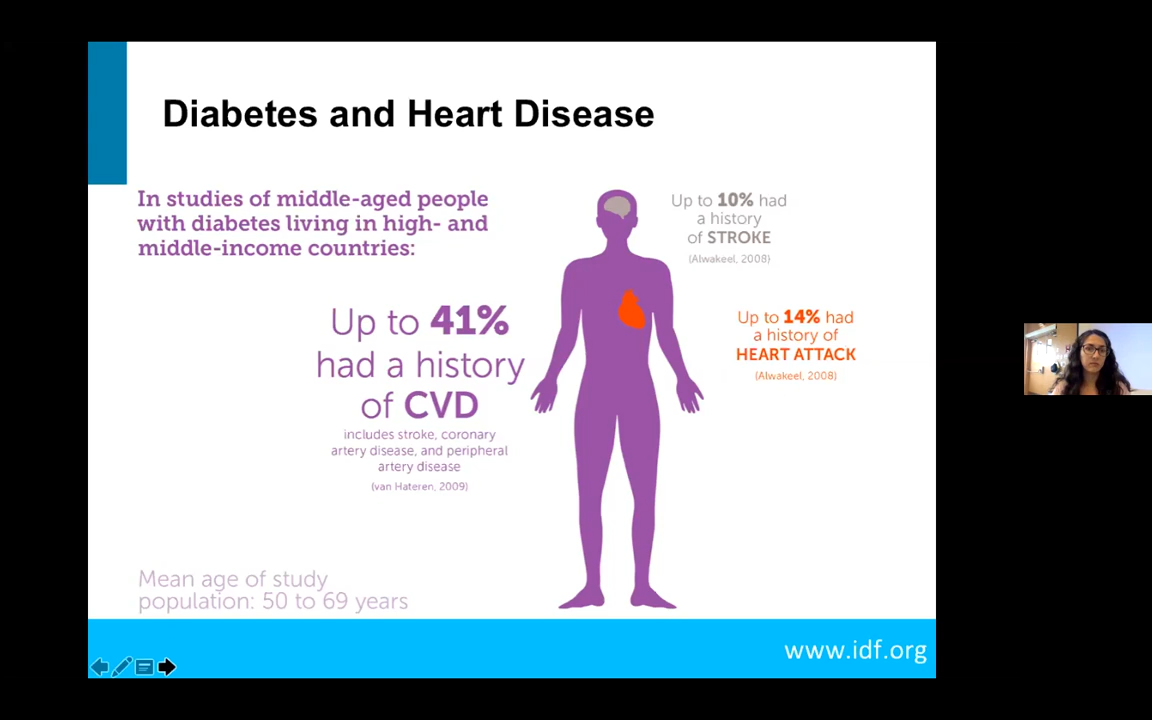 Diabetes and Heart Disease
In studies of middle-aged people
with diabetes living in high- and
middle-income countries:
Up to 10% had
a history
of STROKE
(Alwakeel, 2008)
Up to 41%
had a history
of CVD
includes stroke, coronary
artery disease, and peripheral
artery disease
(van Hateren, 2009)
Up to 14% had
a history of
HEART ATTACK
(Alwakeel, 2008)
Mean age of study
population: 50 to 69 years
www.idf.org